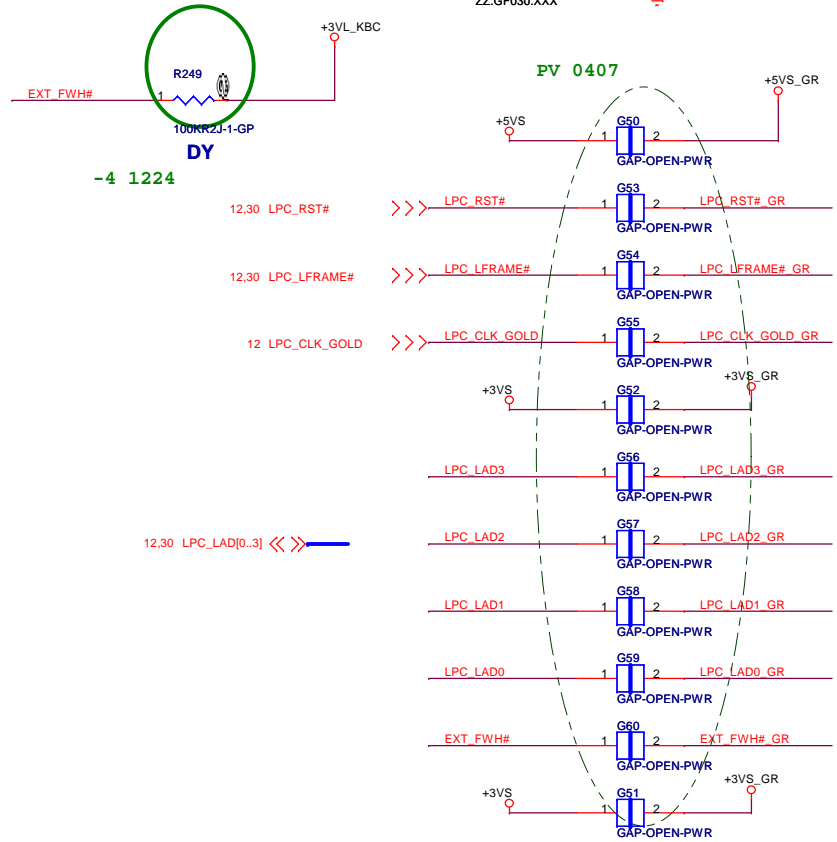 ZZ.GP030.XXX
+3VL_KBC
R249
EXT_FWH#
1
100KR2J-1-GP
DY
-4 1224
PV 0407
+5VS
1
G50
2
+5VS_GR
GAP-OPEN-PWR
12,30 LPC_RST#
LPC_RST#
1
G53
2
LPC_RST#_GR
GAP-OPEN-PWR
12,30 LPC_LFRAME#
LPC_LFRAME#
1
G54
2
LPC_LFRAME#_GR
GAP-OPEN-PWR
12 LPC_CLK_GOLD
LPC_CLK_GOLD
1
G55
2
LPC_CLK_GOLD_GR
GAP-OPEN-PWR
+3VS
1
G52
2
+3VS_GR
GAP-OPEN-PWR
LPC_LAD3
1
G56
2
LPC_LAD3_GR
GAP-OPEN-PWR
12,30 LPC_LAD[0..3]
LPC_LAD2
1
G57
2
LPC_LAD2_GR
GAP-OPEN-PWR
LPC_LAD1
1
G58
2
LPC_LAD1_GR
GAP-OPEN-PWR
LPC_LAD0
1
G59
2
LPC_LAD0_GR
GAP-OPEN-PWR
EXT_FWH#
1
G60
2
EXT_FWH#_GR
GAP-OPEN-PWR
+3VS
1
G51
2
+3VS_GR
GAP-OPEN-PWR